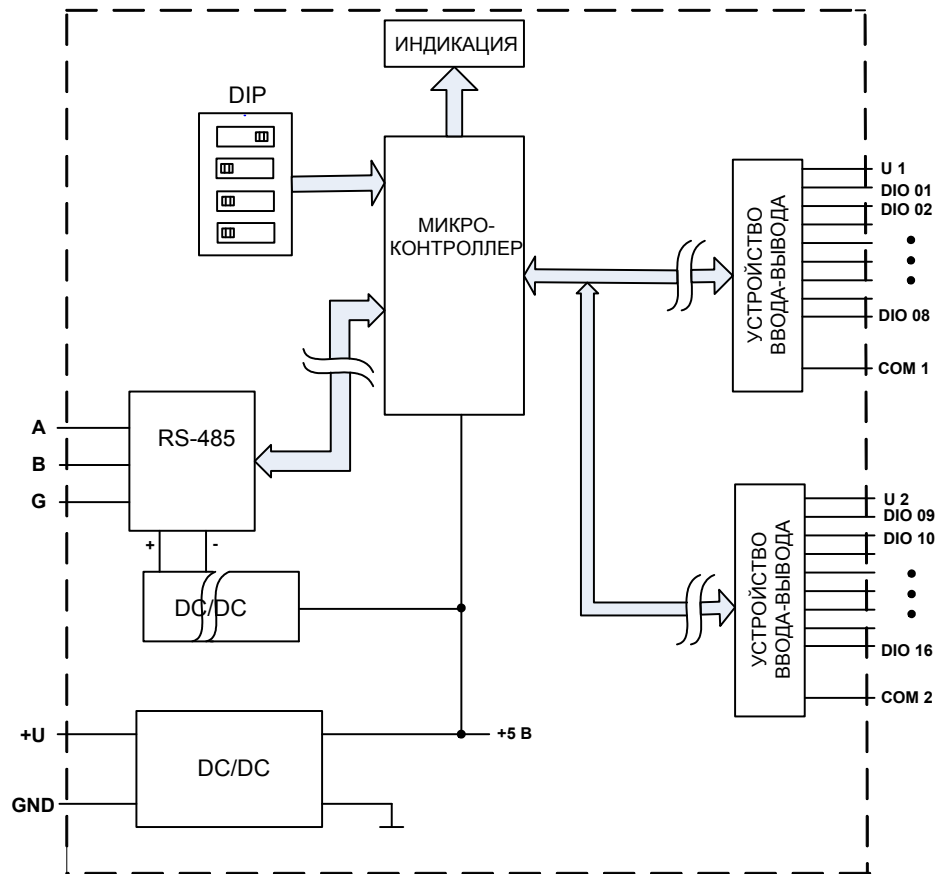 ИНДИКАЦИЯ
DIP
МИКРО-
КОНТРОЛЛЕР
УСТРОЙСТВО
ВВОДА-ВЫВОДА
U 1
DIO 01
DIO 02
DIO 08
COM 1
A
B
G
RS-485
+ -
DC/DC
УСТРОЙСТВО
ВВОДА-ВЫВОДА
U 2
DIO 09
DIO 10
DIO 16
COM 2
+U
GND
DC/DC
+5 В